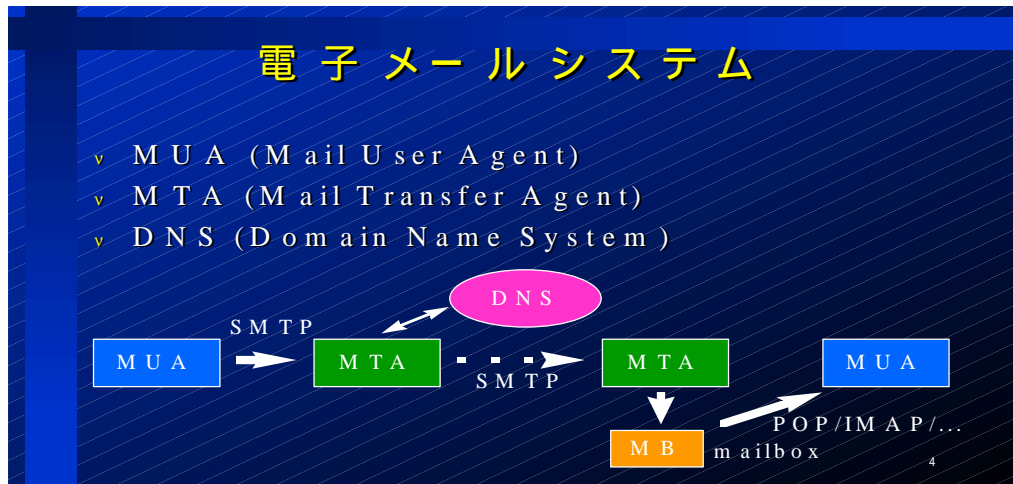 電子メールシステム
ν MUA (Mail User Agent)
ν MTA (Mail Transfer Agent)
ν DNS (Domain Name System)
DNS
SMTP
MUA
MTA
SMTP
MTA
MUA
POP/IMAP/...
MB
mailbox
4